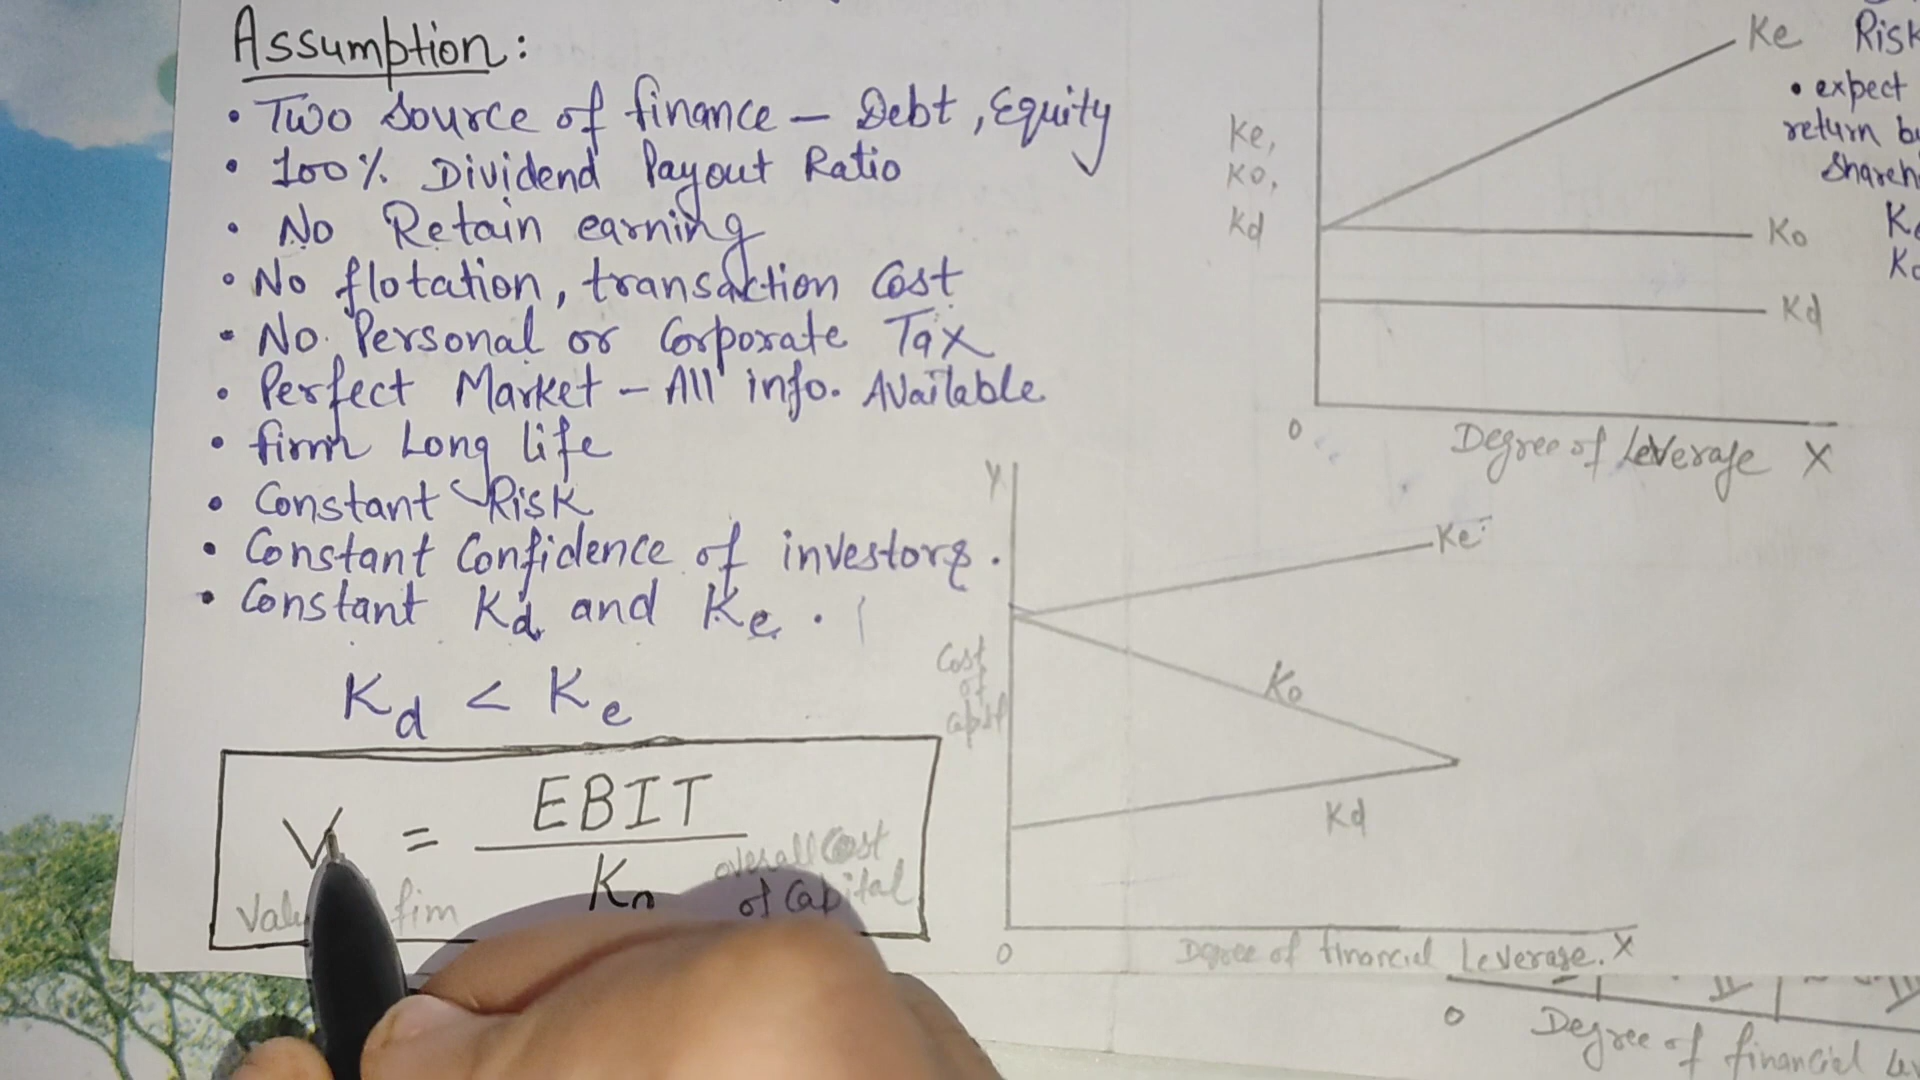 Assumption:
• Two source of finance – Debt, Equity
• 100% Dividend Payout Ratio
• No Retain earning
• No flotation, transaction Cost
• No Personal or Corporate Tax
• Perfect Market – All info. Available
• firm Long life
• Constant Risk
• Constant Confidence of investors.
• Constant Kd and Ke.
Kd < Ke
V = EBIT
Ko
overall Cost
of Capital
fim
Ke,
Ko,
Kd
Ke
Ko
Kd
0
Degree of Leverage X
Risk
• expect
return
K
K
Y
Cost
of
Ke
Ko
Kd
0
Degree of financial Leverage. X
0
Degree of financial